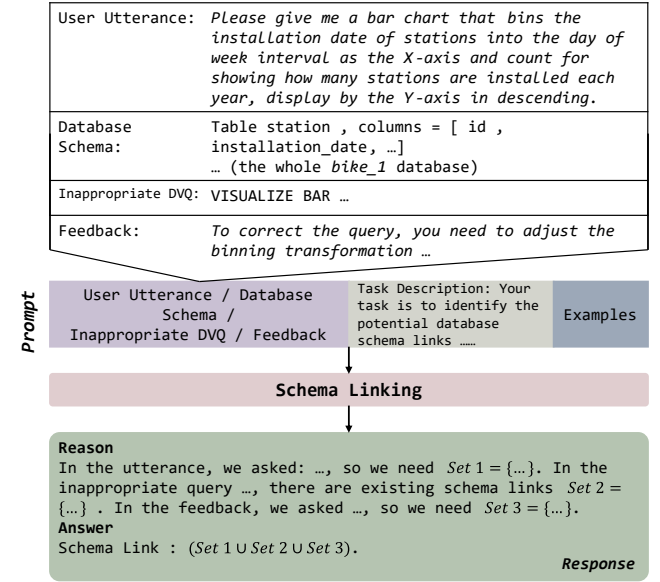 User Utterance: Please give me a bar chart that bins the
installation date of stations into the day of
week interval as the X-axis and count for
showing how many stations are installed each
year, display by the Y-axis in descending.
Database Table station , columns = [ id ,
Schema: installation_date, …]
… (the whole bike_1 database)
Inappropriate DVQ: VISUALIZE BAR …
Feedback: To correct the query, you need to adjust the
binning transformation …
Prompt
User Utterance / Database
Schema /
Inappropriate DVQ / Feedback
Task Description: Your
task is to identify the
potential database
schema links ……
Examples
Schema Linking
Reason
In the utterance, we asked: …, so we need Set 1 = {…}. In the
inappropriate query …, there are existing schema links Set 2 =
{…} . In the feedback, we asked …, so we need Set 3 = {…}.
Answer
Schema Link : (Set 1 ∪ Set 2 ∪ Set 3).
Response